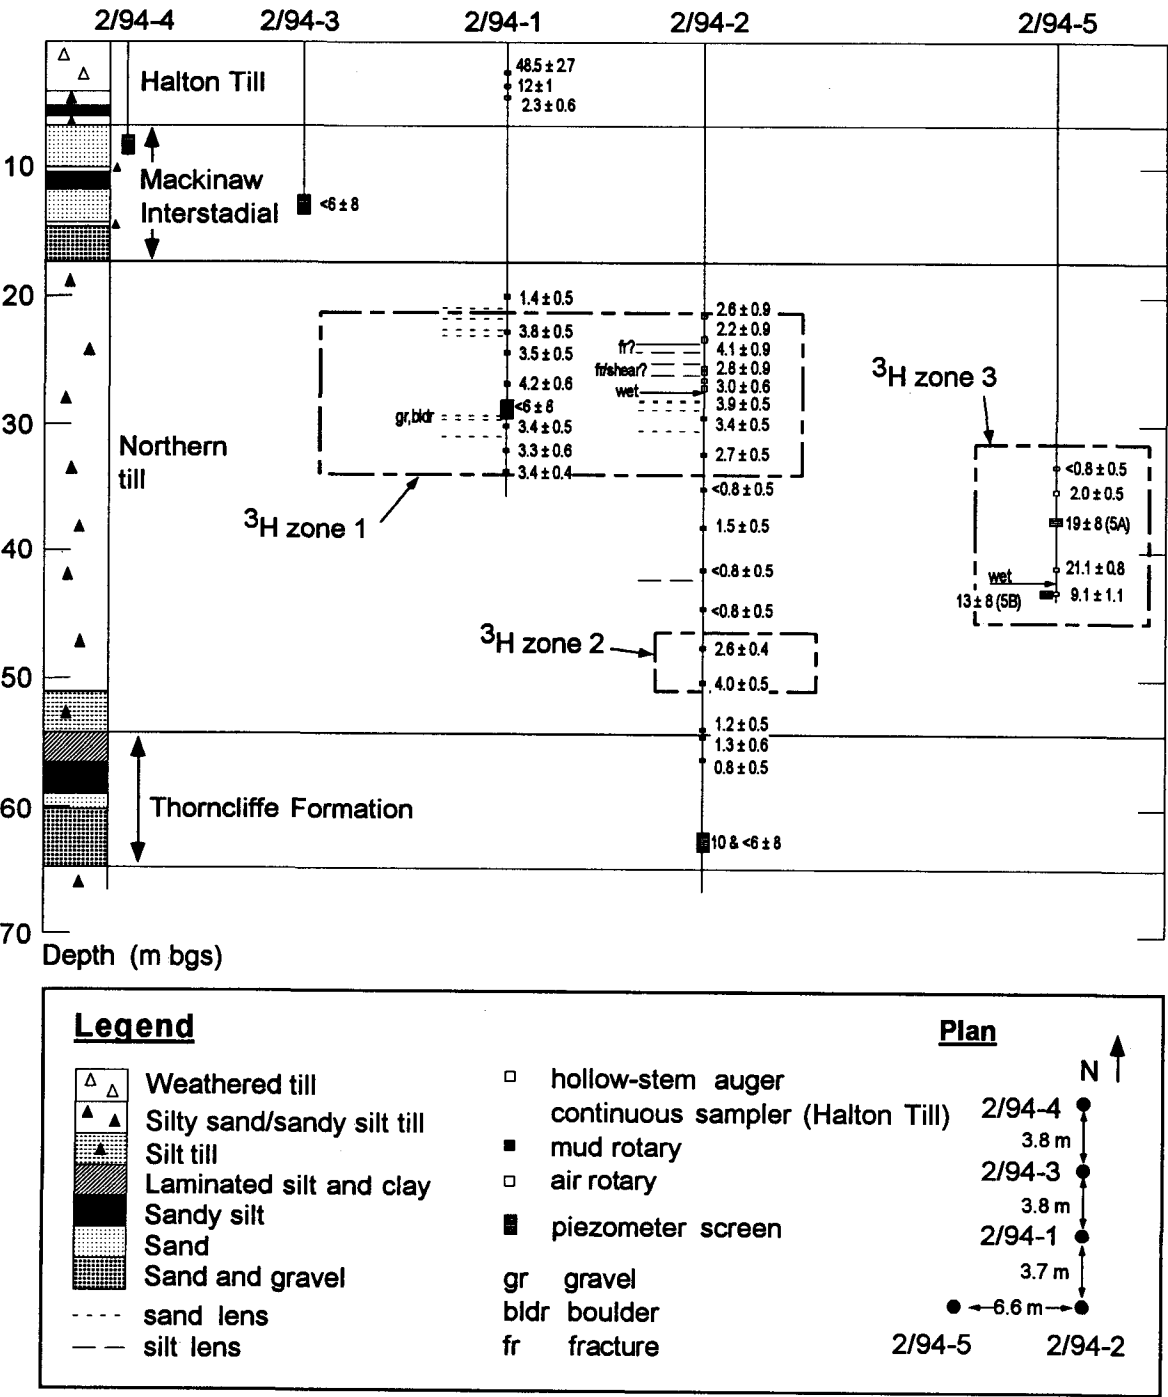 2/94-4 2/94-3 2/94-1 2/94-2 2/94-5
48.5 ± 2.7
12 ± 1
2.3 ± 0.6
Halton Till
10
Mackinaw
Interstadial
<6 ± 8
20
1.4 ± 0.5
3.8 ± 0.5
3.5 ± 0.5
4.2 ± 0.6
<6 ± 8
gr,bldr
3.4 ± 0.5
3.3 ± 0.6
3.4 ± 0.4
2.6 ± 0.9
2.2 ± 0.9
fr?
4.1 ± 0.9
fr/shear?
2.8 ± 0.9
3.0 ± 0.6
wet
3.9 ± 0.5
3.4 ± 0.5
2.7 ± 0.5
<0.8 ± 0.5
1.5 ± 0.5
<0.8 ± 0.5
<0.8 ± 0.5
2.6 ± 0.4
4.0 ± 0.5
1.2 ± 0.5
1.3 ± 0.6
0.8 ± 0.5
10 & <6 ± 8
30
Northern
till
3H zone 1
3H zone 2
3H zone 3
<0.8 ± 0.5
2.0 ± 0.5
19 ± 8 (5A)
21.1 ± 0.8
wet
13 ± 8 (5B)
9.1 ± 1.1
40
50
60
Thorncliffe Formation
70
Depth (m bgs)
Legend
Weathered till
Silty sand/sandy silt till
Silt till
Laminated silt and clay
Sandy silt
Sand
Sand and gravel
sand lens
silt lens
hollow-stem auger
continuous sampler (Halton Till)
mud rotary
air rotary
piezometer screen
gr gravel
bldr boulder
fr fracture
Plan
N
2/94-4
3.8 m
2/94-3
3.8 m
2/94-1
3.7 m
6.6 m
2/94-5 2/94-2